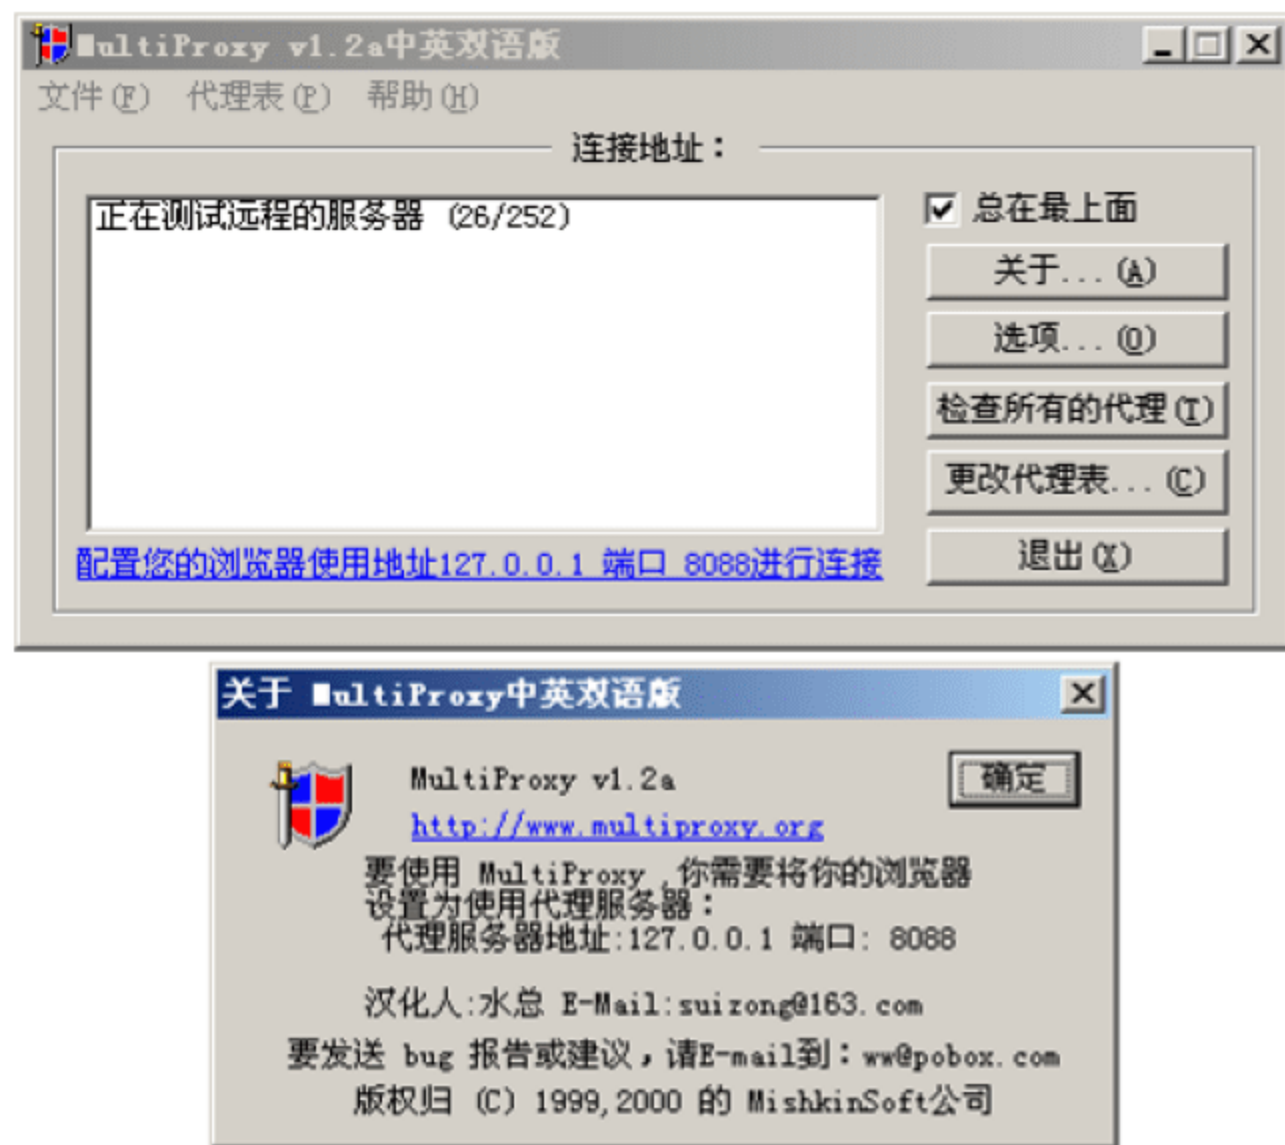 MultiProxy v1.2a中英双语版
文件(F) 代理表(P) 帮助(H)
连接地址：
正在测试远程的服务器 (26/252)
总在最上面
关于...(A)
选项...(O)
检查所有的代理(T)
更改代理表...(C)
退出(X)
配置您的浏览器使用地址127.0.0.1 端口 8088进行连接
关于 MultiProxy中英双语版
MultiProxy v1.2a
确定
http://www.multiproxy.org
要使用 MultiProxy ,你需要将你的浏览器
设置为使用代理服务器：
代理服务器地址:127.0.0.1 端口: 8088
汉化人:水总 E-Mail:suizong@163.com
要发送 bug 报告或建议，请E-mail到：ww@pobox.com
版权归 (C) 1999,2000 的 MishkinSoft公司